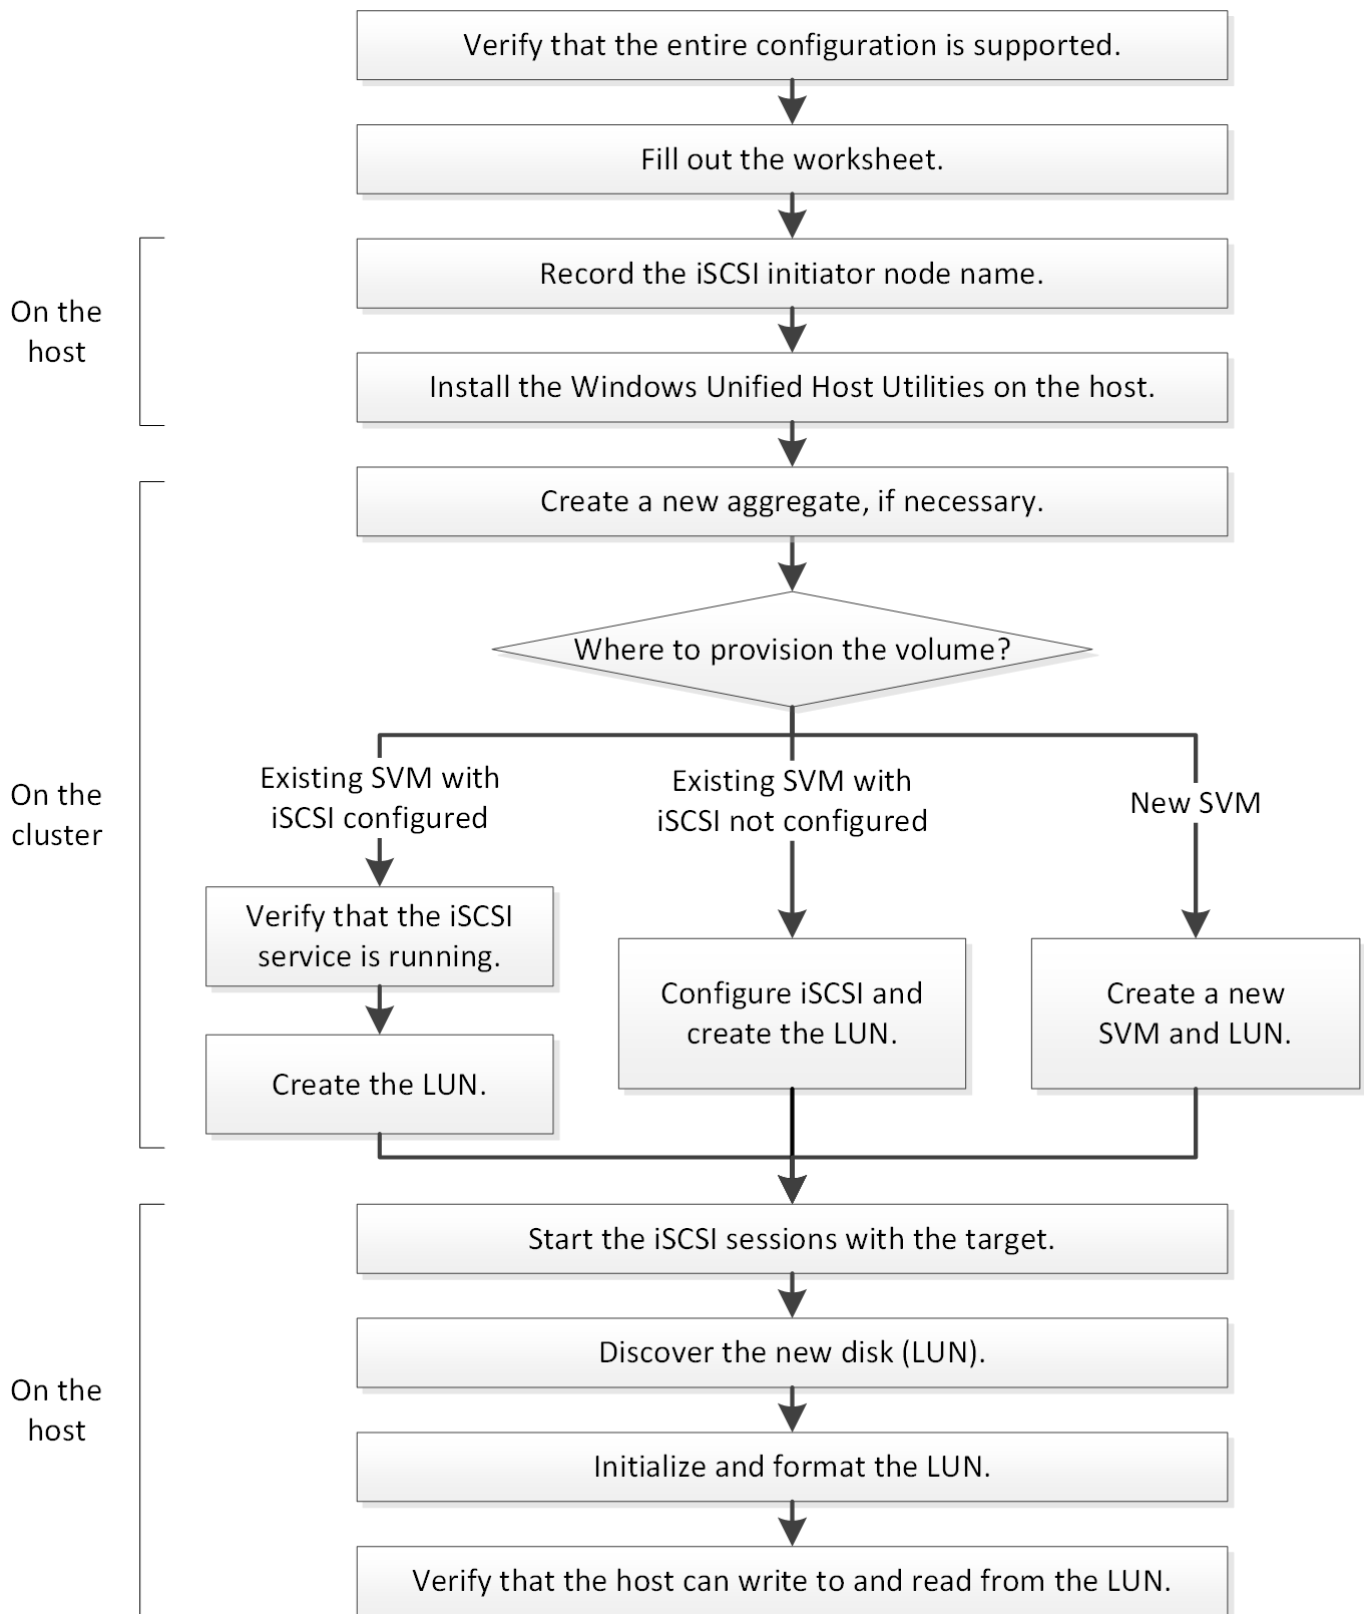 Verify that the entire configuration is supported.
Fill out the worksheet.
On the
host
Record the iSCSI initiator node name.
Install the Windows Unified Host Utilities on the host.
On the
cluster
Create a new aggregate, if necessary.
Where to provision the volume?
Existing SVM with
iSCSI configured
Existing SVM with
iSCSI not configured
New SVM
Verify that the iSCSI
service is running.
Create the LUN.
Configure iSCSI and
create the LUN.
Create a new
SVM and LUN.
On the
host
Start the iSCSI sessions with the target.
Discover the new disk (LUN).
Initialize and format the LUN.
Verify that the host can write to and read from the LUN.